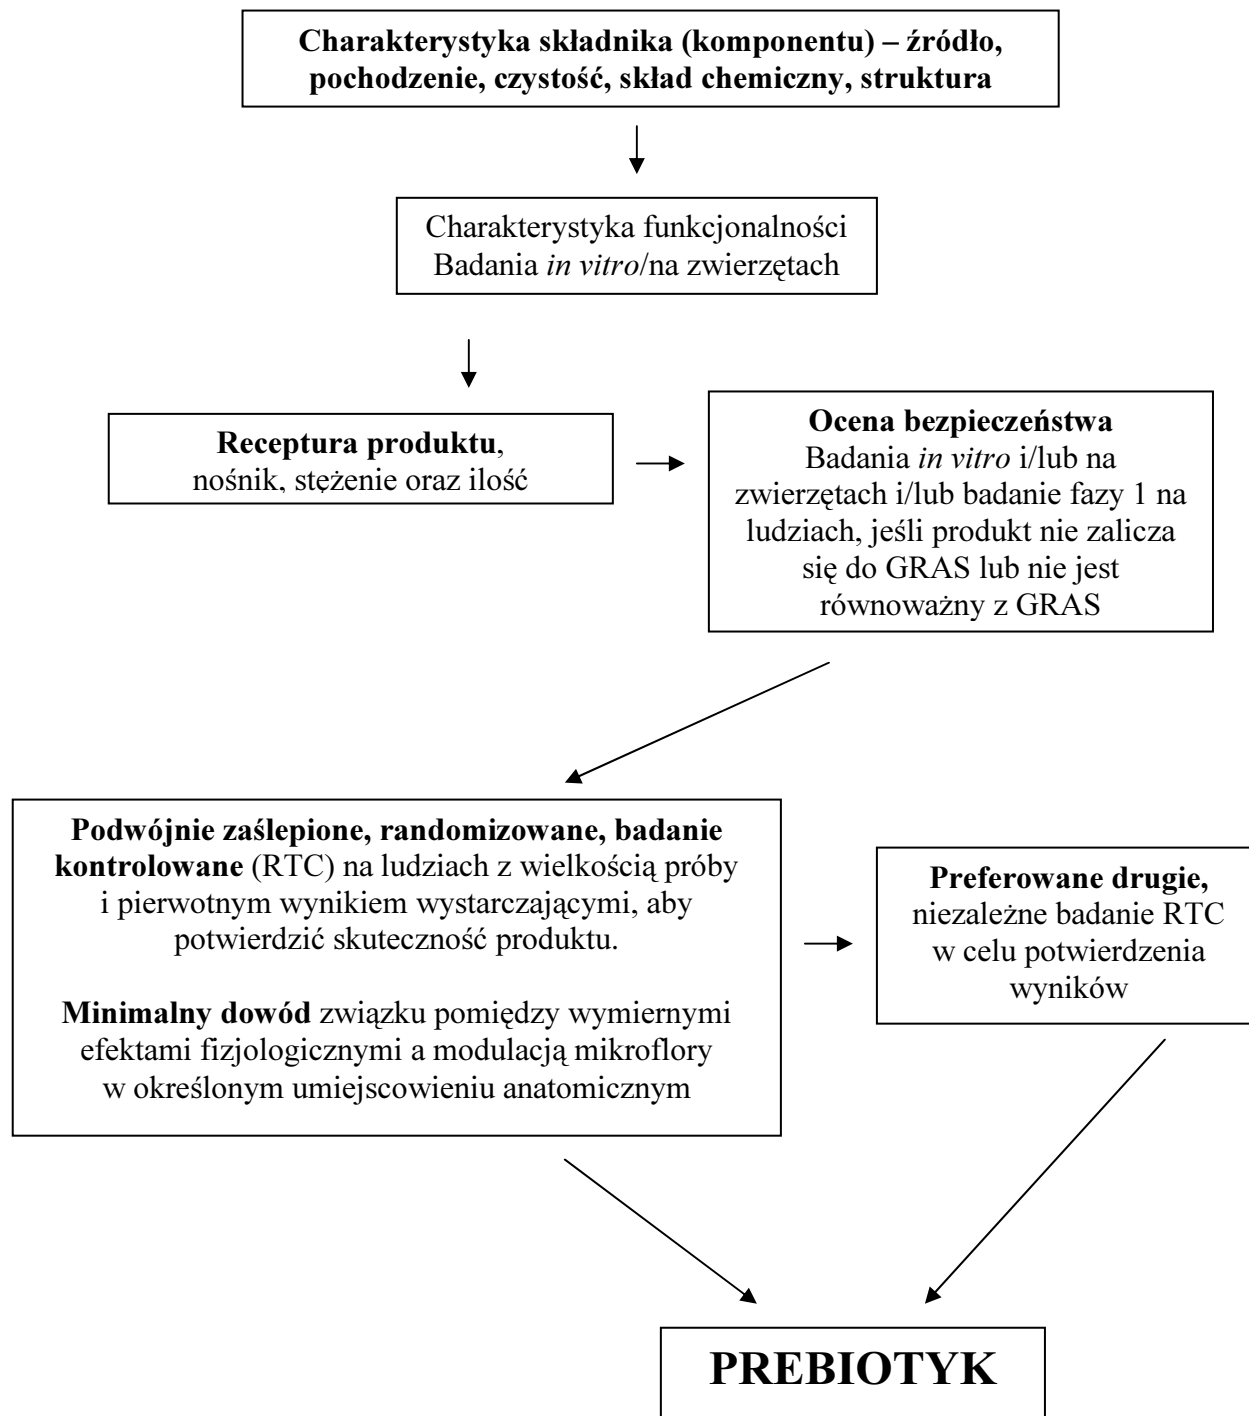 Charakterystyka składnika (komponentu) – źródło,
pochodzenie, czystość, skład chemiczny, struktura
Charakterystyka funkcjonalności
Badania in vitro/na zwierzętach
Receptura produktu,
nośnik, stężenie oraz ilość
Ocena bezpieczeństwa
Badania in vitro i/lub na
zwierzętach i/lub badanie fazy 1 na
ludziach, jeśli produkt nie zalicza
się do GRAS lub nie jest
równoważny z GRAS
Podwójnie zaślepione, randomizowane, badanie
kontrolowane (RTC) na ludziach z wielkością próby
i pierwotnym wynikiem wystarczającymi, aby
potwierdzić skuteczność produktu.
Minimalny dowód związku pomiędzy wymiernymi
efektami fizjologicznymi a modulacją mikroflory
w określonym umiejscowieniu anatomicznym
Preferowane drugie,
niezależne badanie RTC
w celu potwierdzenia
wyników
PREBIOTYK